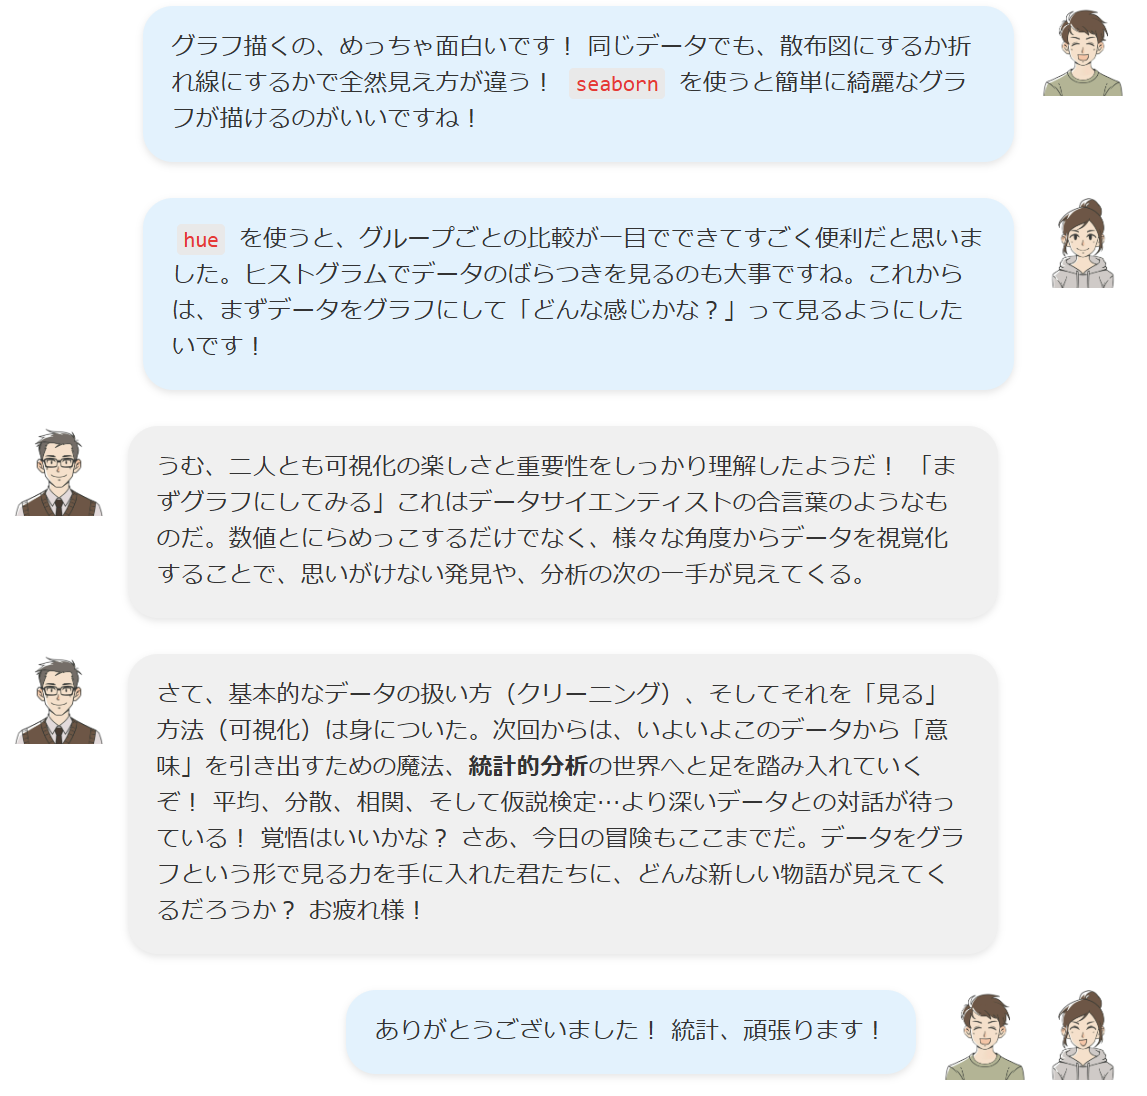 グラフ描くの、めっちゃ面白いです！ 同じデータでも、散布図にするか折
れ線にするかで全然見え方が違う！ seaborn を使うと簡単に綺麗なグラ
フが描けるのがいいですね！
hue を使うと、グループごとの比較が一目でできてすごく便利だと思いま
した。ヒストグラムでデータのばらつきを見るのも大事ですね。これから
は、まずデータをグラフにして「どんな感じかな？」って見るようにした
いです！
うむ、二人とも可視化の楽しさと重要性をしっかり理解したようだ！ 「ま
ずグラフにしてみる」これはデータサイエンティストの合言葉のようなも
のだ。数値とにらめっこするだけでなく、様々な角度からデータを視覚化
することで、思いがけない発見や、分析の次の一手が見えてくる。
さて、基本的なデータの扱い方（クリーニング）、そしてそれを「見る」
方法（可視化）は身についた。次回からは、いよいよこのデータから「意
味」を引き出すための魔法、統計的分析の世界へと足を踏み入れていく
ぞ！ 平均、分散、相関、そして仮説検定…より深いデータとの対話が待っ
ている！ 覚悟はいいかな？ さあ、今日の冒険もここまでだ。データをグラ
フという形で見る力を手に入れた君たちに、どんな新しい物語が見えてく
るだろうか？ お疲れ様！
ありがとうございました！ 統計、頑張ります！